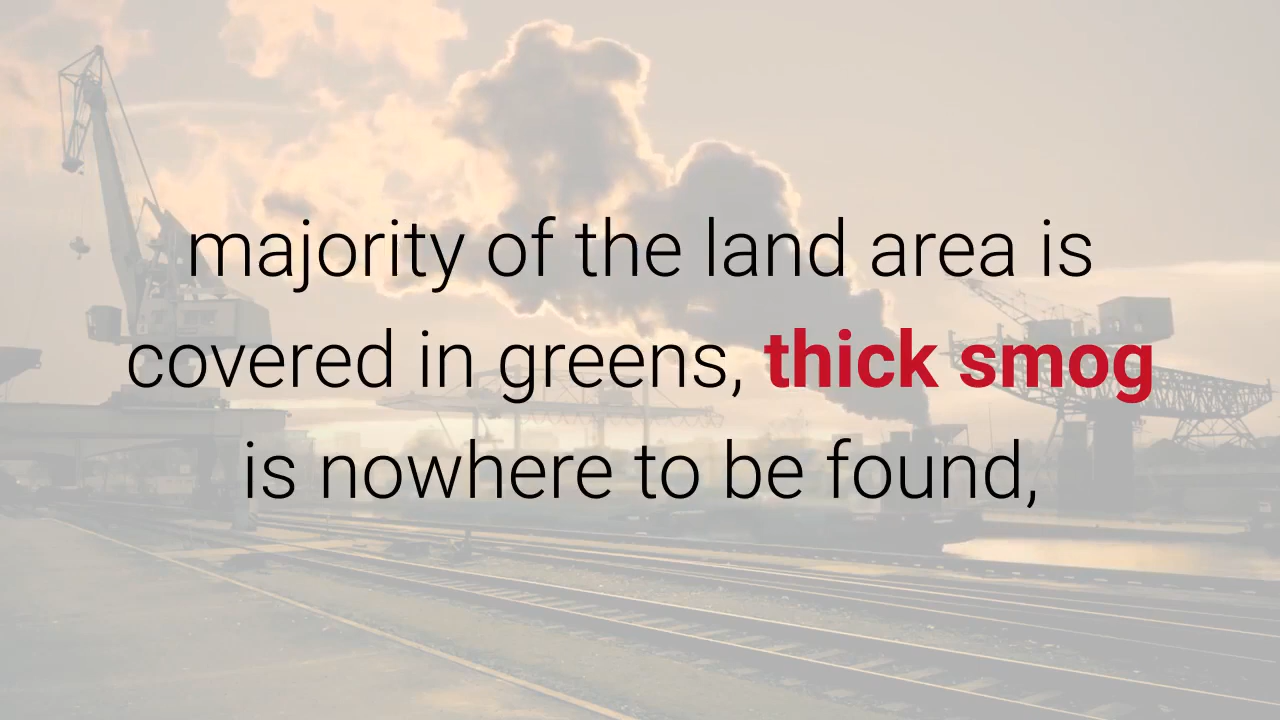 majority of the land area is
covered in greens, thick smog
is nowhere to be found,